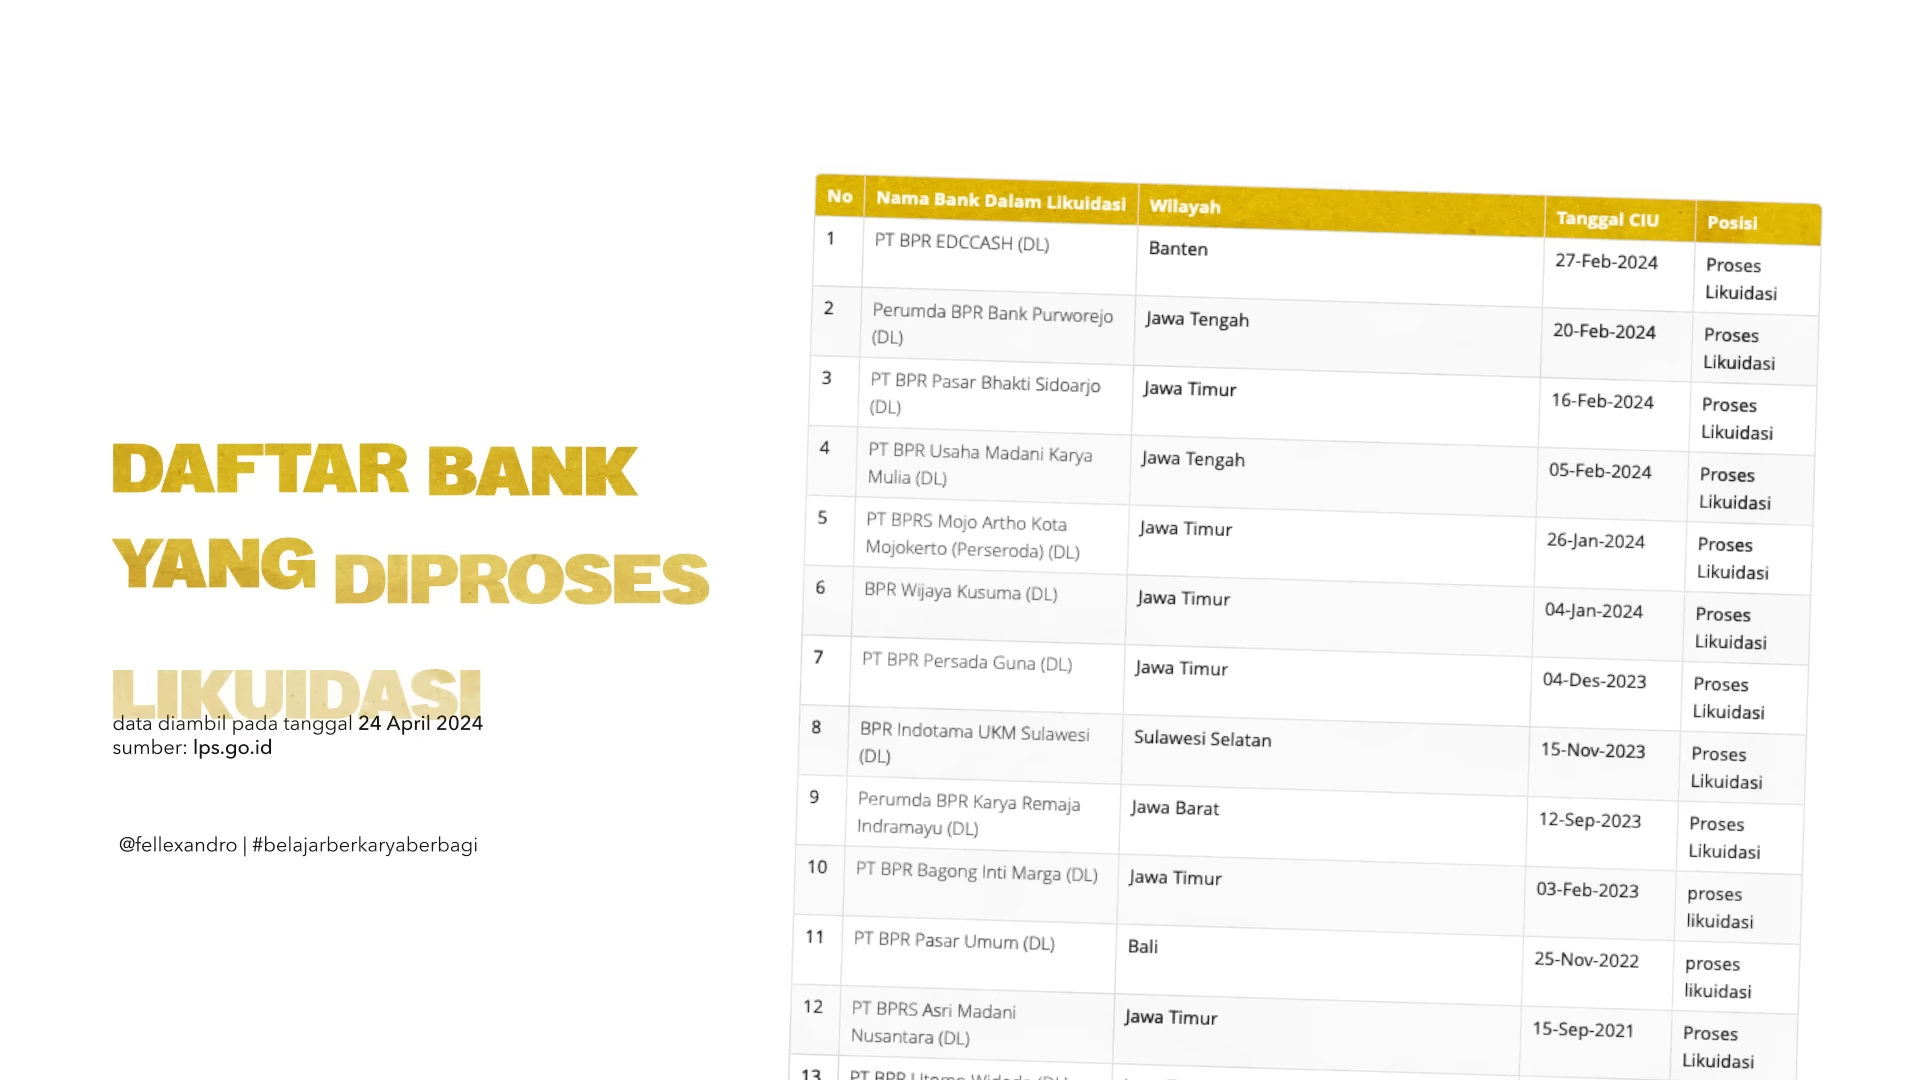 DAFTAR BANK
YANG DIPROSES
LIKUIDASI
data diambil pada tanggal 24 April 2024
sumber: lps.go.id
@fellexandro | #belajarberkaryaberbagi
No Nama Bank Dalam Likuidasi Wilayah Tanggal CIU Posisi
1 PT BPR EDCCASH (DL) Banten 27-Feb-2024 Proses
Likuidasi
2 Perumda BPR Bank Purworejo Jawa Tengah 20-Feb-2024 Proses
(DL) Likuidasi
3 PT BPR Pasar Bhakti Sidoarjo Jawa Timur 16-Feb-2024 Proses
(DL) Likuidasi
4 PT BPR Usaha Madani Karya Jawa Tengah 05-Feb-2024 Proses
Mulia (DL) Likuidasi
5 PT BPRS Mojo Artho Kota Jawa Timur 26-Jan-2024 Proses
Mojokerto (Perseroda) (DL) Likuidasi
6 BPR Wijaya Kusuma (DL) Jawa Timur 04-Jan-2024 Proses
Likuidasi
7 PT BPR Persada Guna (DL) Jawa Timur 04-Des-2023 Proses
Likuidasi
8 BPR Indotama UKM Sulawesi Sulawesi Selatan 15-Nov-2023 Proses
(DL) Likuidasi
9 Perumda BPR Karya Remaja Jawa Barat 12-Sep-2023 Proses
Indramayu (DL) Likuidasi
10 PT BPR Bagong Inti Marga (DL) Jawa Timur 03-Feb-2023 proses
likuidasi
11 PT BPR Pasar Umum (DL) Bali 25-Nov-2022 proses
likuidasi
12 PT BPRS Asri Madani Jawa Timur 15-Sep-2021 Proses
Nusantara (DL) Likuidasi
13 PT BPR Utomo Widodo (DL)